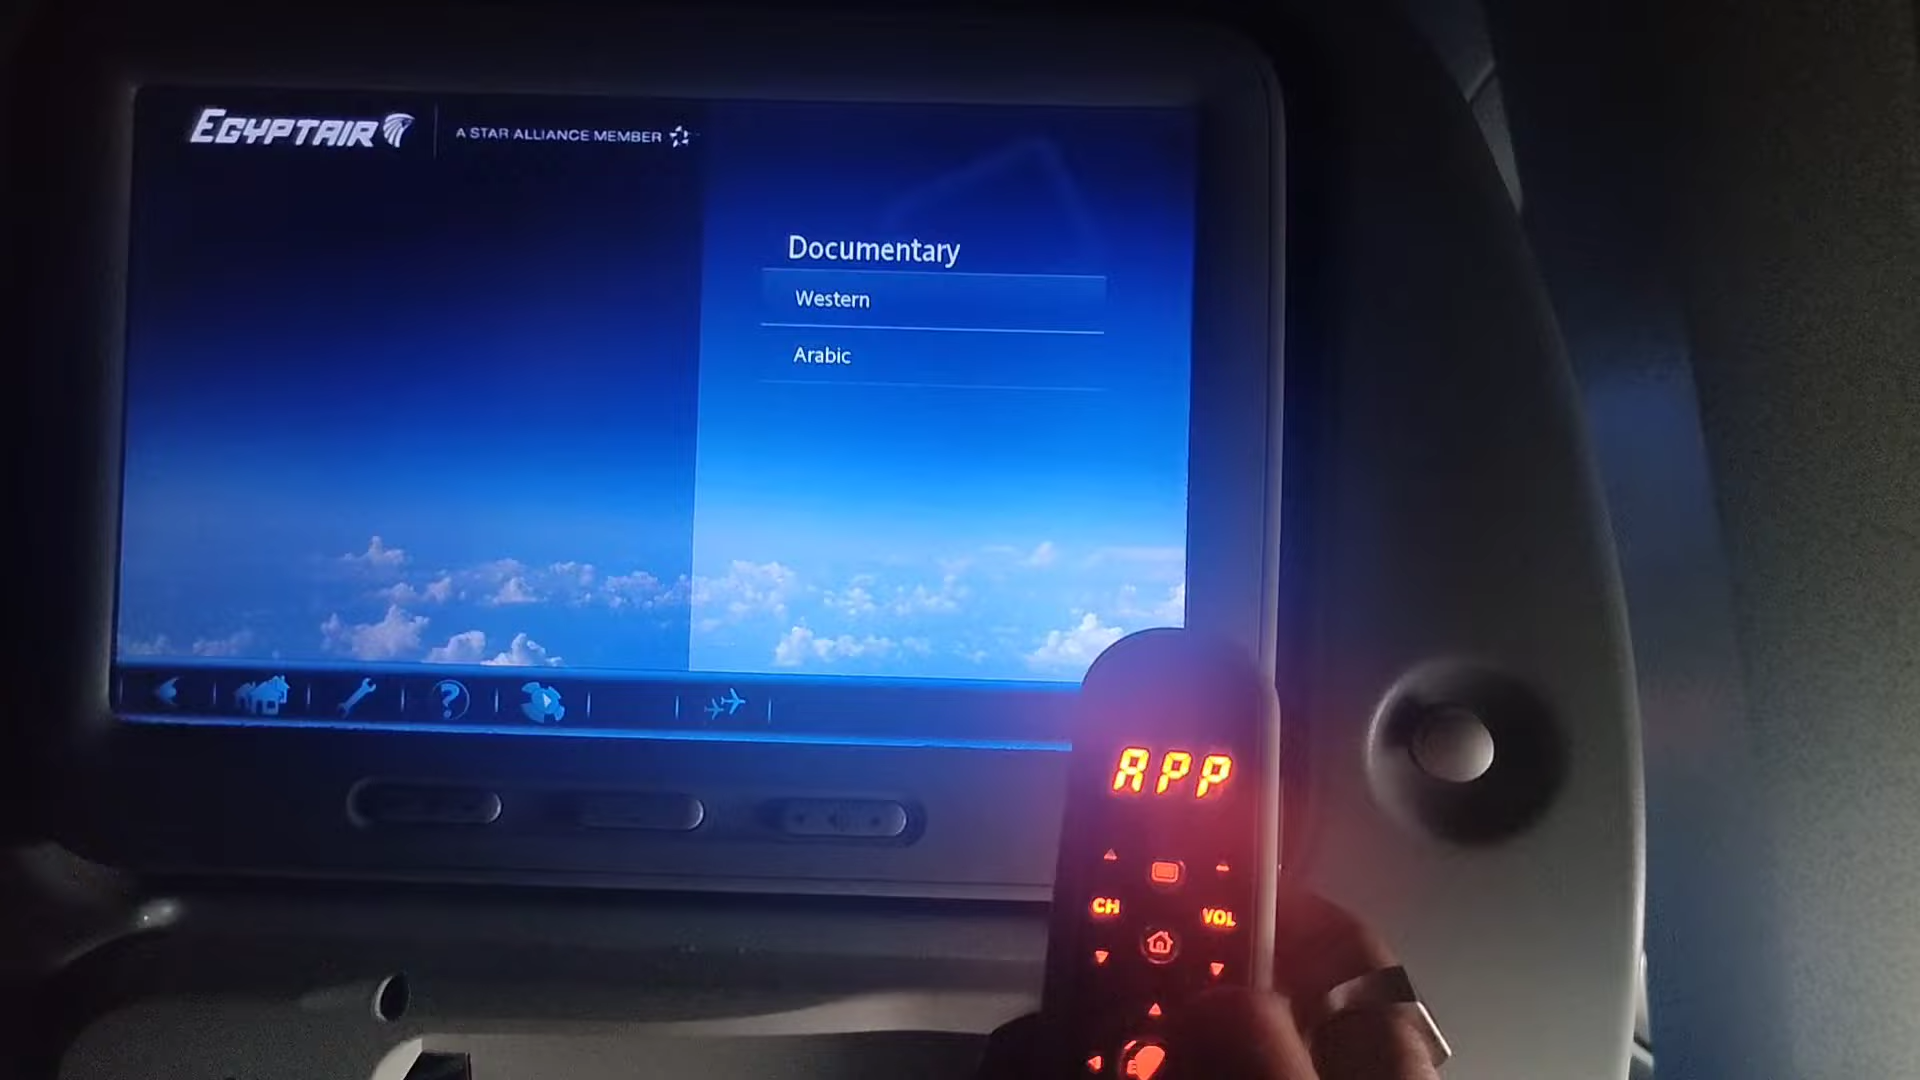 EGYPTAIR
A STAR ALLIANCE MEMBER
Documentary
Western
Arabic
APP
CH
VOL